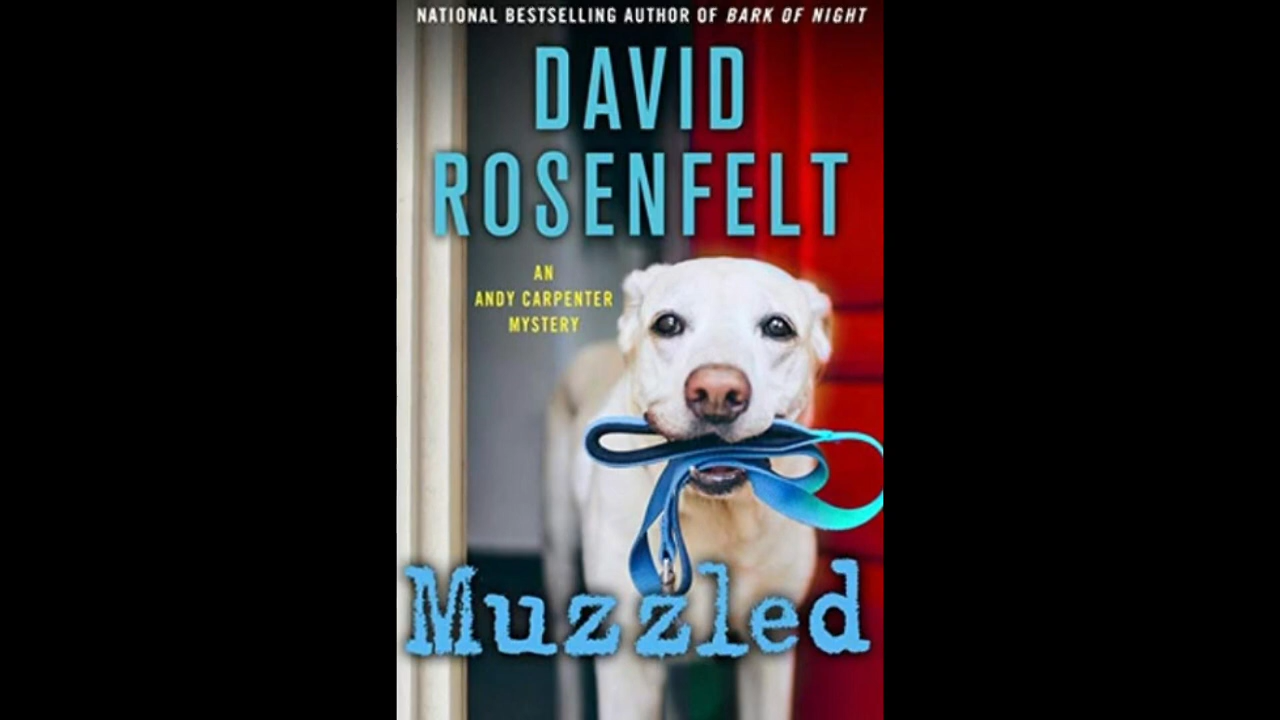 NATIONAL BESTSELLING AUTHOR OF BARK OF NIGHT
DAVID
ROSENFELT
AN
ANDY CARPENTER
MYSTERY
Muzzled